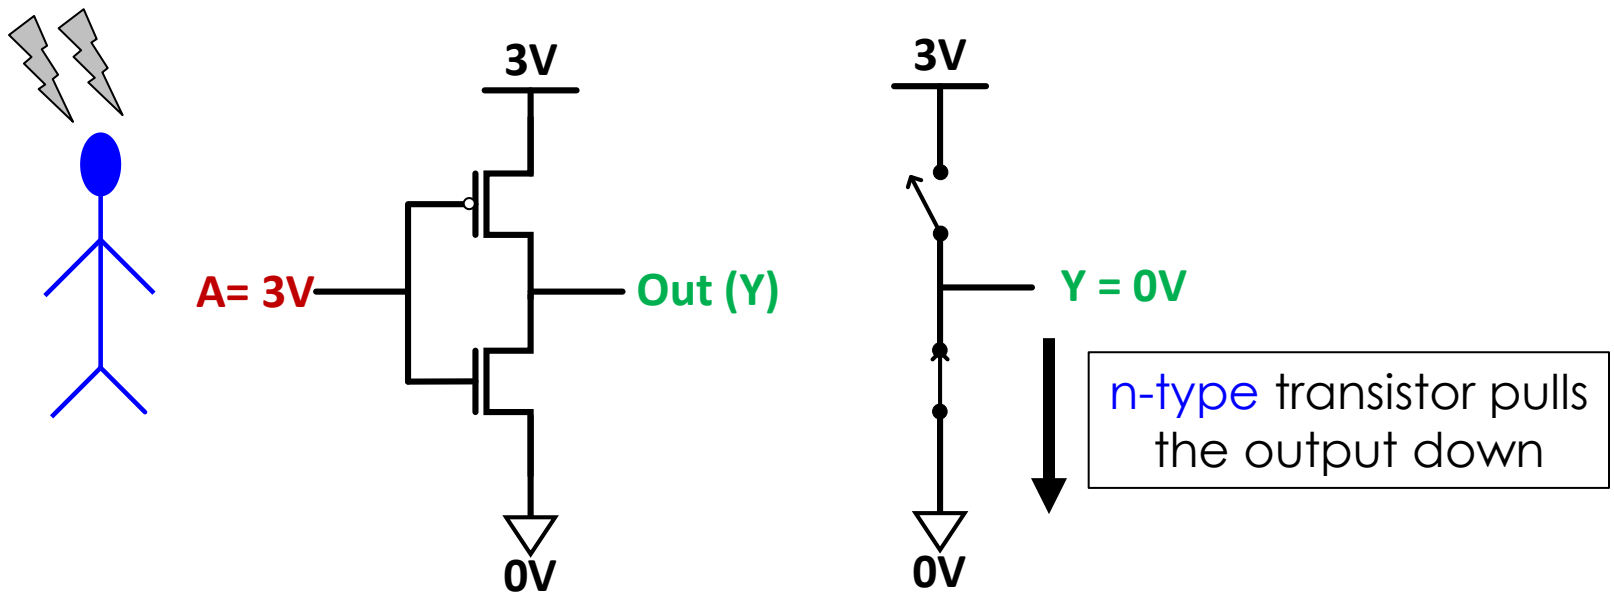 3V
A= 3V
Out (Y)
0V
3V
Y = 0V
n-type transistor pulls
the output down
0V